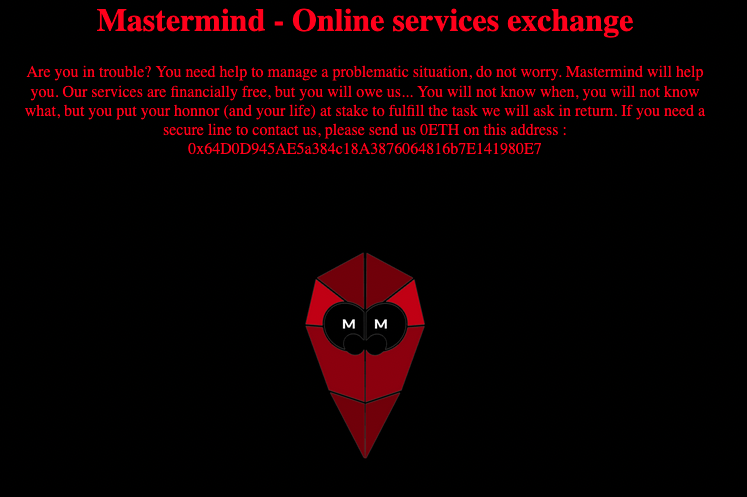 Mastermind - Online services exchange
Are you in trouble? You need help to manage a problematic situation, do not worry, Mastermind will help
you. Our services are financially free, but you will owe us... You will not know when, you will not know
what, but you put your honnor (and your life) at stake to fulfill the task we will ask in return. If you need a
secure line to contact us, please send us 0ETH on this address :
0x64D0D945AE5a384c18A3876064816b7E141980E7
M M